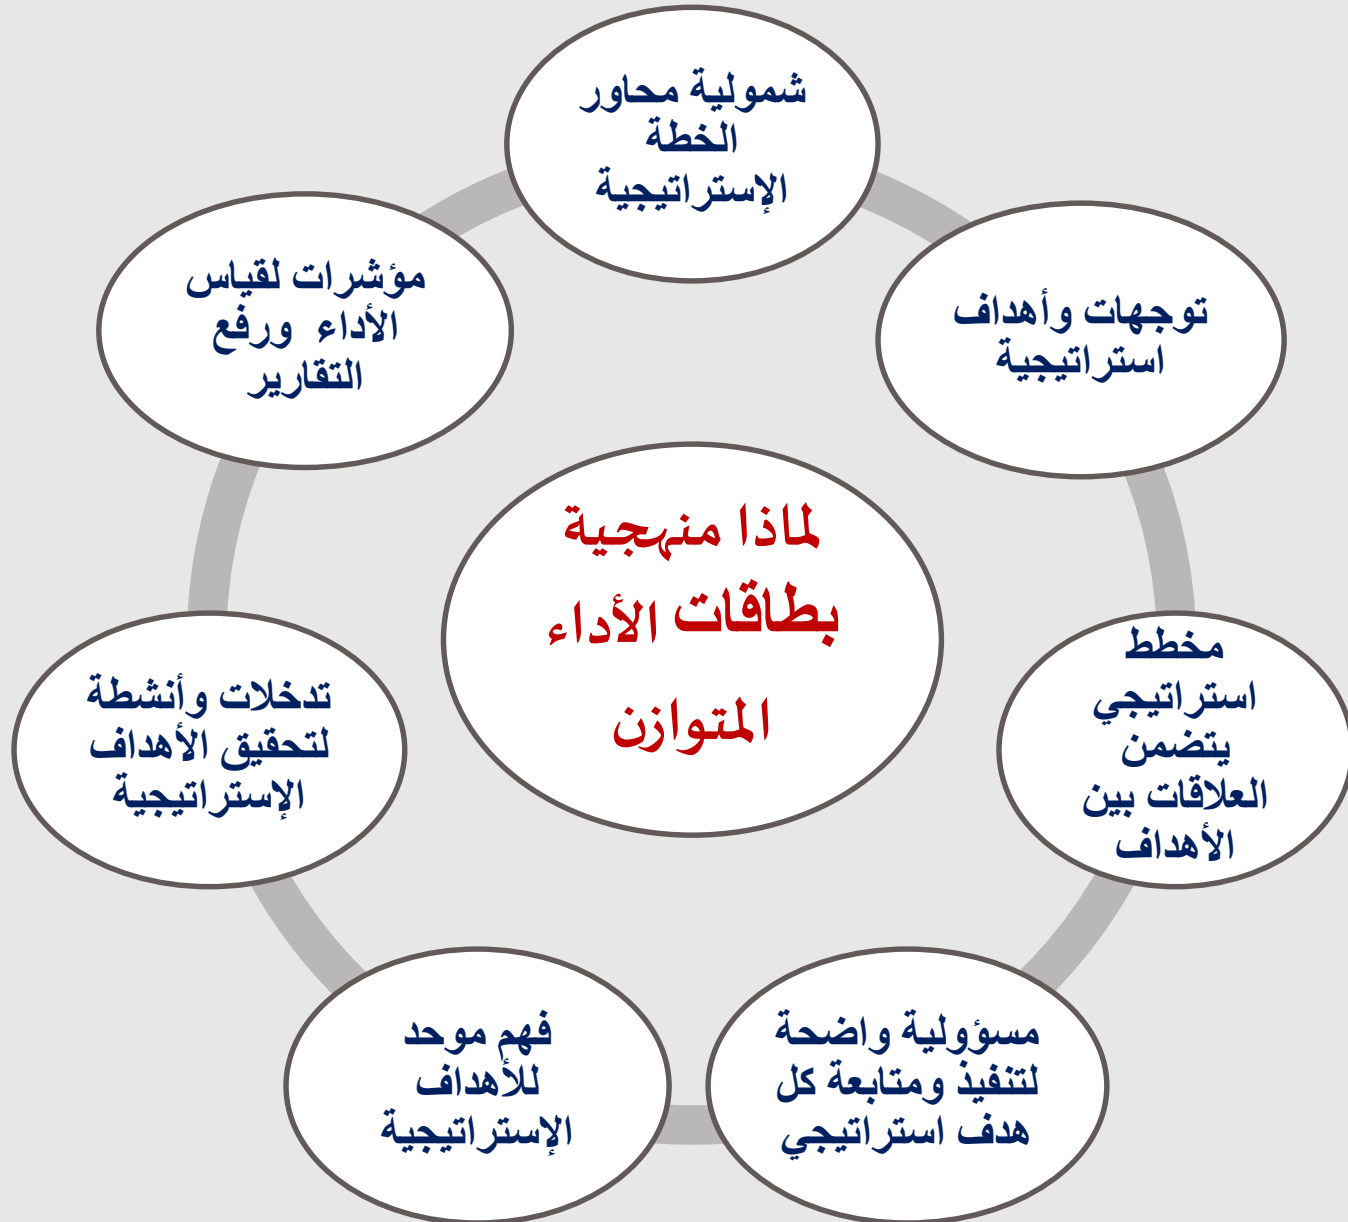 شمولية محاور
الخطة
الإستراتيجية
توجهات وأهداف
استراتيجية
مخطط
استراتيجي
يتضمن
العلاقات بين
الأهداف
مسؤولية واضحة
لتنفيذ ومتابعة كل
هدف استراتيجي
فهم موحد
للأهداف
الإستراتيجية
تدخلات وأنشطة
لتحقيق الأهداف
الإستراتيجية
مؤشرات لقياس
الأداء ورفع
التقارير
لماذا منهجية
بطاقات الأداء
المتوازن